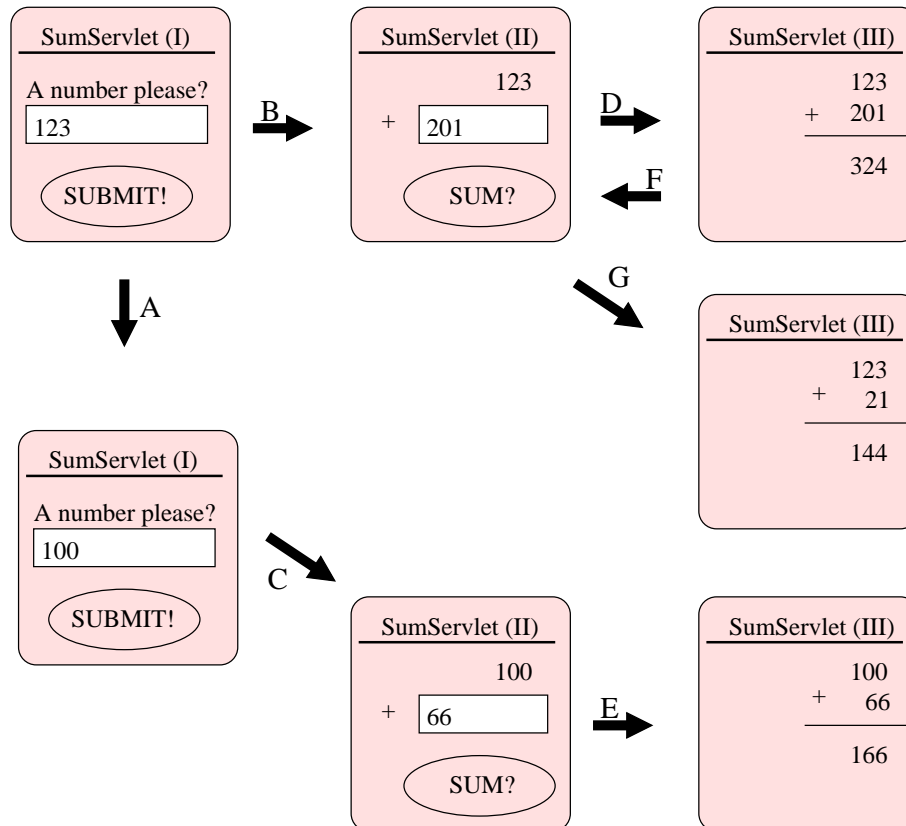 SumServlet (I)
A number please?
123
SUBMIT!
B
SumServlet (II)
123
+ 201
SUM?
D
F
SumServlet (III)
123
+ 201
324
A
G
SumServlet (III)
123
+ 21
144
SumServlet (I)
A number please?
100
SUBMIT!
C
SumServlet (II)
100
+ 66
SUM?
E
SumServlet (III)
100
+ 66
166